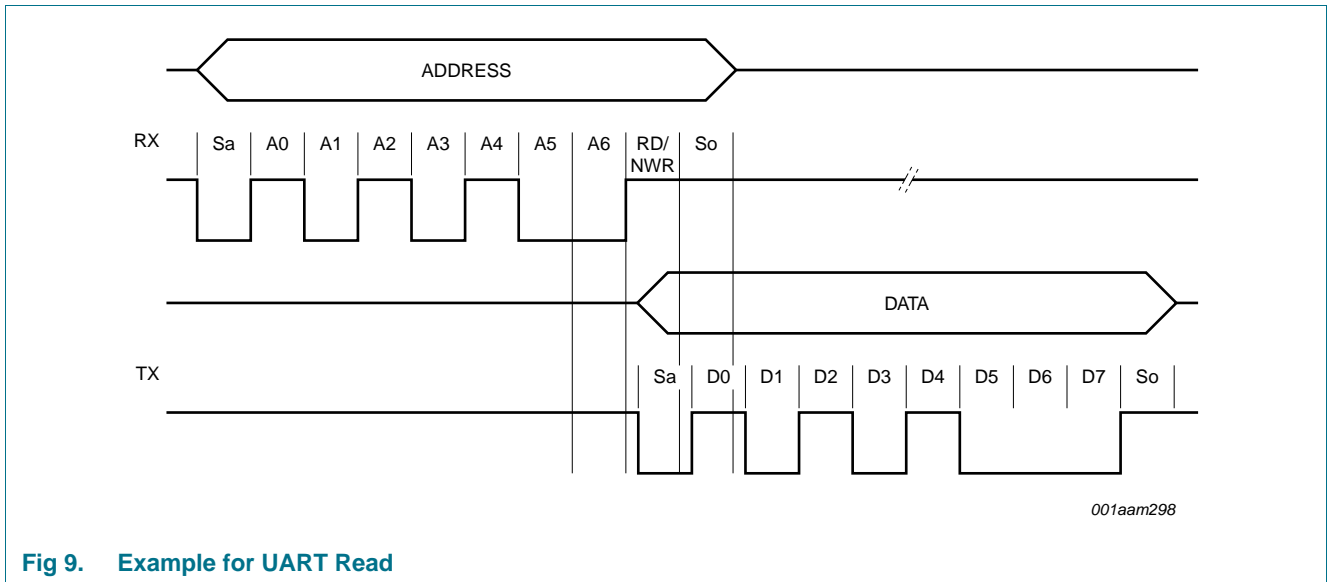 ADDRESS
RX Sa A0 A1 A2 A3 A4 A5 A6 RD/ So
NWR
DATA
TX Sa D0 D1 D2 D3 D4 D5 D6 D7 So
001aam298
Fig 9. Example for UART Read